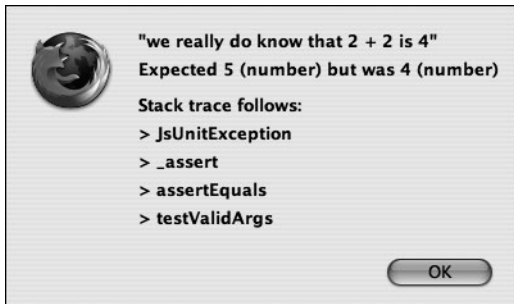 "we really do know that 2 + 2 is 4"
Expected 5 (number) but was 4 (number)
Stack trace follows:
> JsUnitException
> _assert
> assertEquals
> testValidArgs
OK